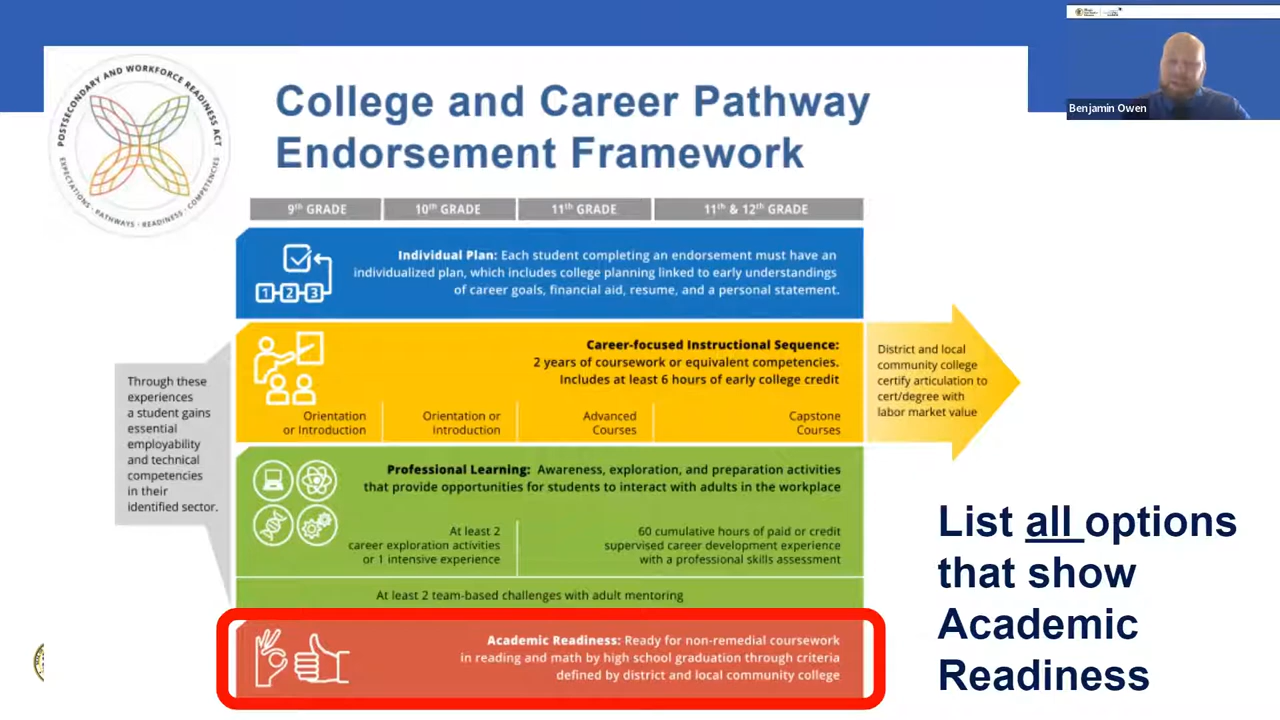 POSTSECONDARY AND WORKFORCE READINESS ACT
EXPECTATIONS · PATHWAYS · READINESS · COMPETENCIES
College and Career Pathway
Endorsement Framework
Benjamin Owen
9th GRADE
10th GRADE
11th GRADE
11th & 12th GRADE
Individual Plan: Each student completing an endorsement must have an
individualized plan, which includes college planning linked to early understandings
of career goals, financial aid, resume, and a personal statement.
1 2 3
Career-focused Instructional Sequence:
2 years of coursework or equivalent competencies.
Includes at least 6 hours of early college credit
Orientation
or Introduction
Orientation or
Introduction
Advanced
Courses
Capstone
Courses
District and local
community college
certify articulation to
cert/degree with
labor market value
Through these
experiences
a student gains
essential
employability
and technical
competencies
in their
identified sector.
Professional Learning: Awareness, exploration, and preparation activities
that provide opportunities for students to interact with adults in the workplace
At least 2
career exploration activities
or 1 intensive experience
60 cumulative hours of paid or credit
supervised career development experience
with a professional skills assessment
At least 2 team-based challenges with adult mentoring
Academic Readiness: Ready for non-remedial coursework
in reading and math by high school graduation through criteria
defined by district and local community college
List all options
that show
Academic
Readiness